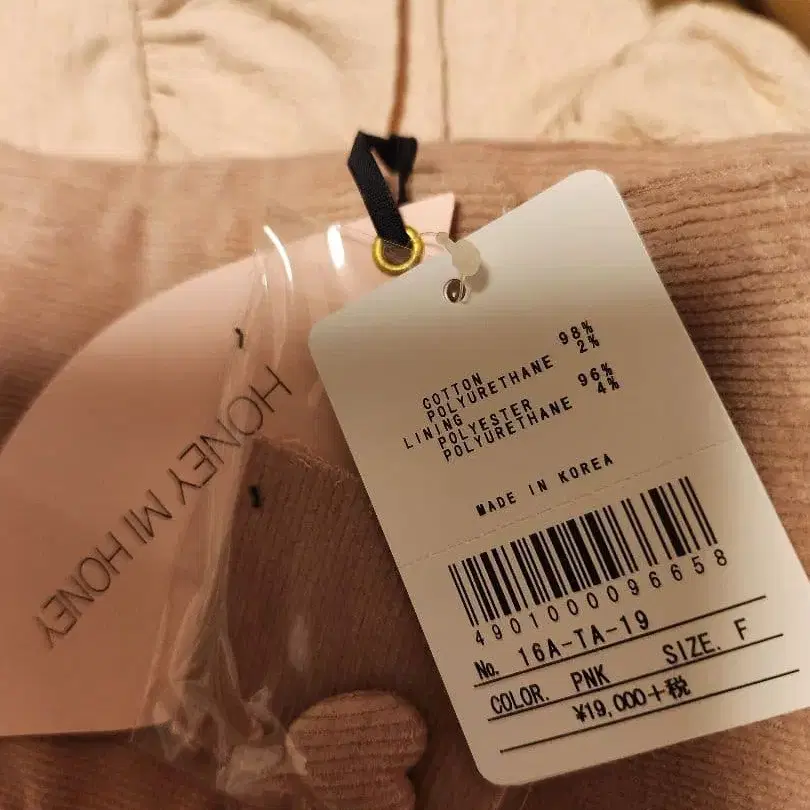 HONEY MI HONEY
COTTON 98%
POLYURETHANE 2%
LINING
POLYESTER 96%
POLYURETHANE 4%
MADE IN KOREA
4901000096658
No. 16A-TA-19
COLOR. PNK SIZE. F
¥19,000+税